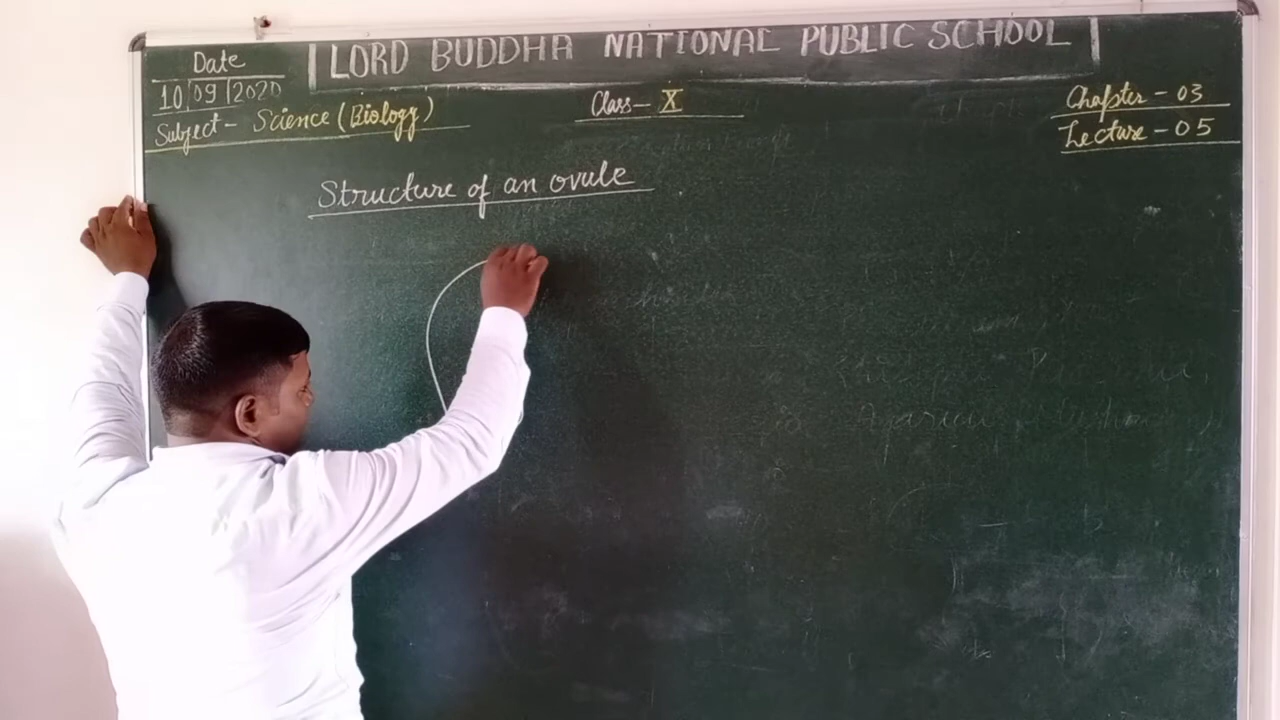 LORD BUDDHA NATIONAL PUBLIC SCHOOL
Date
10/09/2020
Subject - Science (Biology)
Class - X
Chapter - 03
Lecture - 05
Structure of an ovule